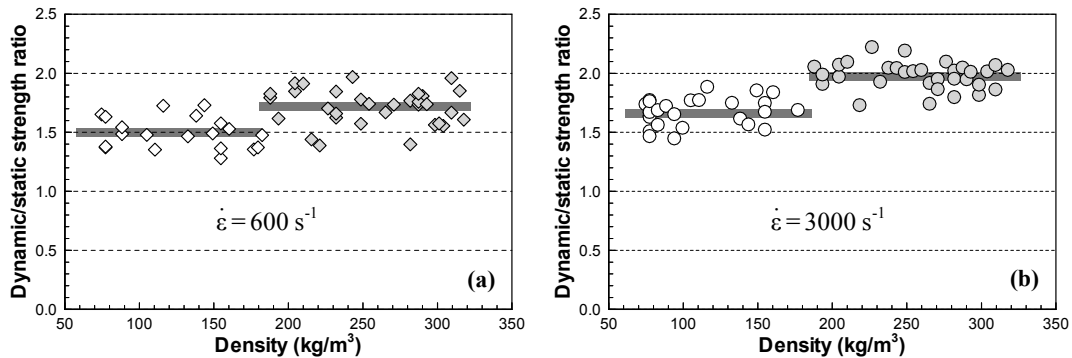 2.5
2.0
1.5
1.0
0.5
0.0
Dynamic/static strength ratio
ε̇ = 600 s⁻¹
(a)
50 100 150 200 250 300 350
Density (kg/m³)
2.5
2.0
1.5
1.0
0.5
0.0
Dynamic/static strength ratio
ε̇ = 3000 s⁻¹
(b)
50 100 150 200 250 300 350
Density (kg/m³)